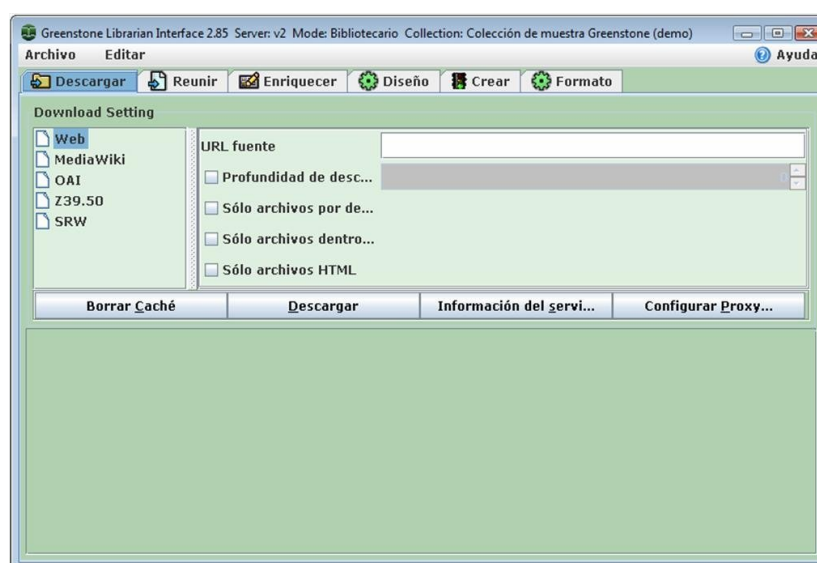 Greenstone Librarian Interface 2.85 Server: v2 Mode: Bibliotecario Collection: Colección de muestra Greenstone (demo)
Archivo Editar Ayuda
Descargar Reunir Enriquecer Diseño Crear Formato
Download Setting
Web
MediaWiki
OAI
Z39.50
SRW
URL fuente
Profundidad de desc... 0
Sólo archivos por de...
Sólo archivos dentro...
Sólo archivos HTML
Borrar Caché Descargar Información del servi... Configurar Proxy...